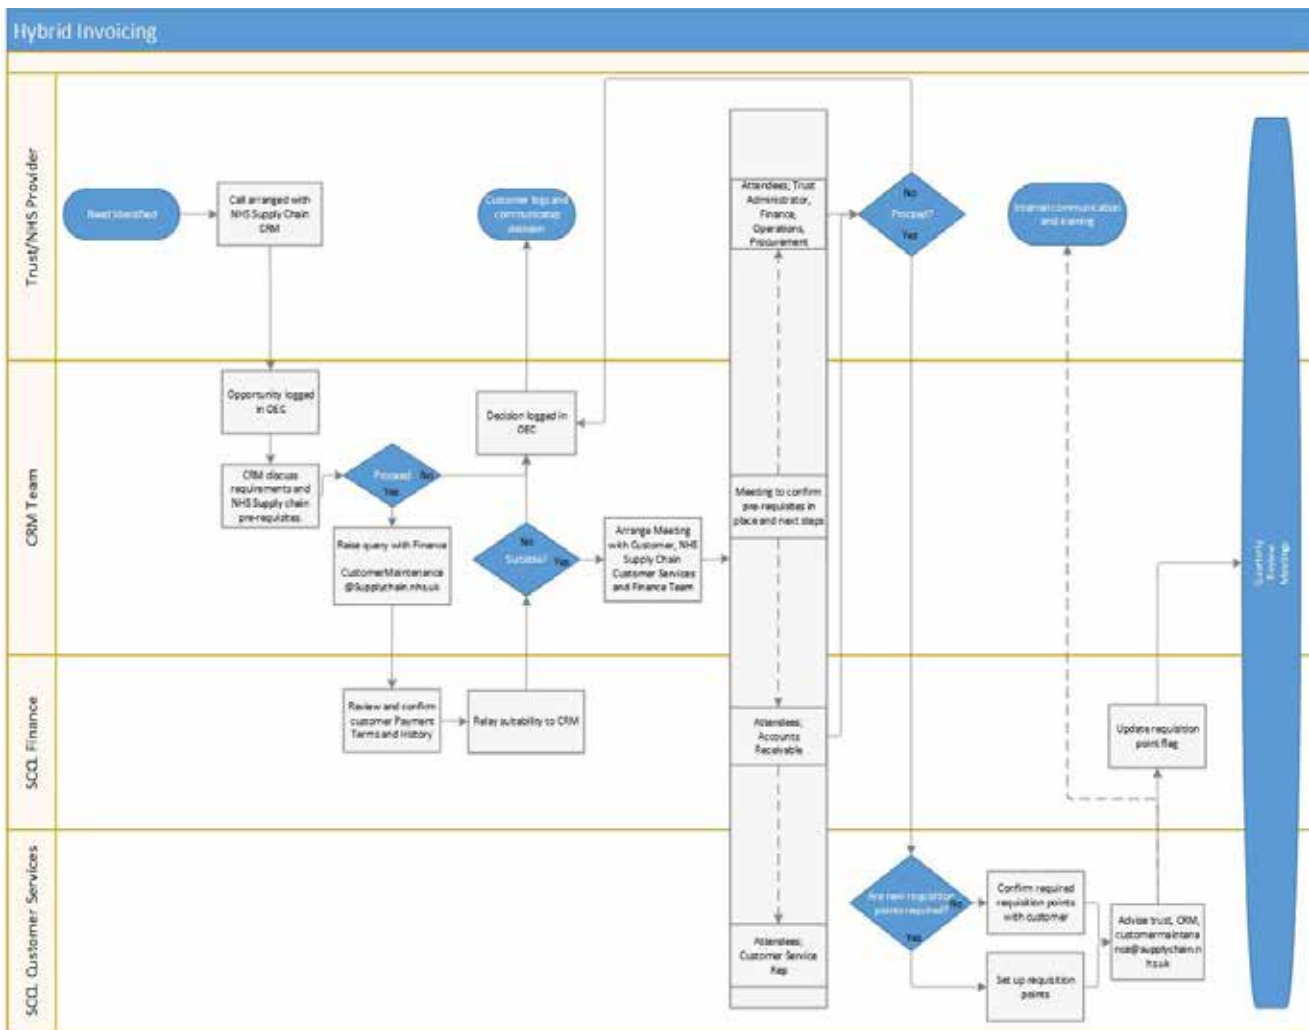 Hybrid Invoicing
Trust/NHS Provider
Need Identified
Call arranged with
NHS Supply Chain
CRM
Customer logs and
communicates
decision
Attendees, Trust
Administrator,
Finance,
Operations,
Procurement
No
Proceed?
Yes
Internal communication
and training
CRM Team
Opportunity logged
in OEC
CRM discuss
requirements and
NHS Supply chain
pre-requisties.
Proceed
No
Yes
Decision logged in
OEC
Raise query with Finance
CustomerMaintenance
@Supplychain.nhs.uk
No
Success?
Yes
Arrange Meeting
with Customer, NHS
Supply Chain
Customer Services
and Finance Team
Meeting to confirm
pre-requisties in
place and next steps
Quarterly
Review
Meetings
SCCL Finance
Review and confirm
customer Payment
Terms and History
Relay suitability to CRM
Attendees,
Accounts
Receivable
Update requisition
point flag
SCCL Customer Services
Attendees,
Customer Service
Rep
Are new requisition
points required?
No
Yes
Confirm required
requisition points
with customer
Set up requisition
points
Advise trust, CRM,
customermaintena
nce@supplychain.n
hs.uk